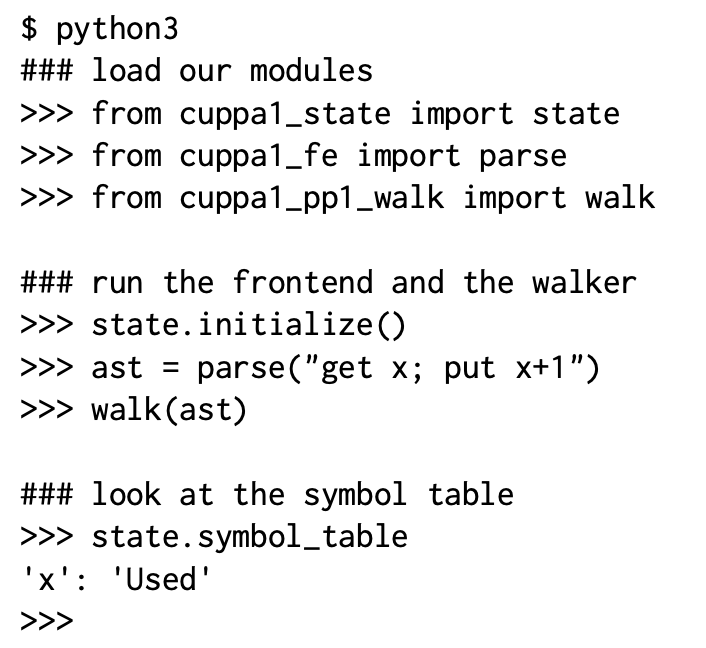 $ python3
### load our modules
>>> from cuppa1_state import state
>>> from cuppa1_fe import parse
>>> from cuppa1_pp1_walk import walk
### run the frontend and the walker
>>> state.initialize()
>>> ast = parse("get x; put x+1")
>>> walk(ast)
### look at the symbol table
>>> state.symbol_table
'x': 'Used'
>>>